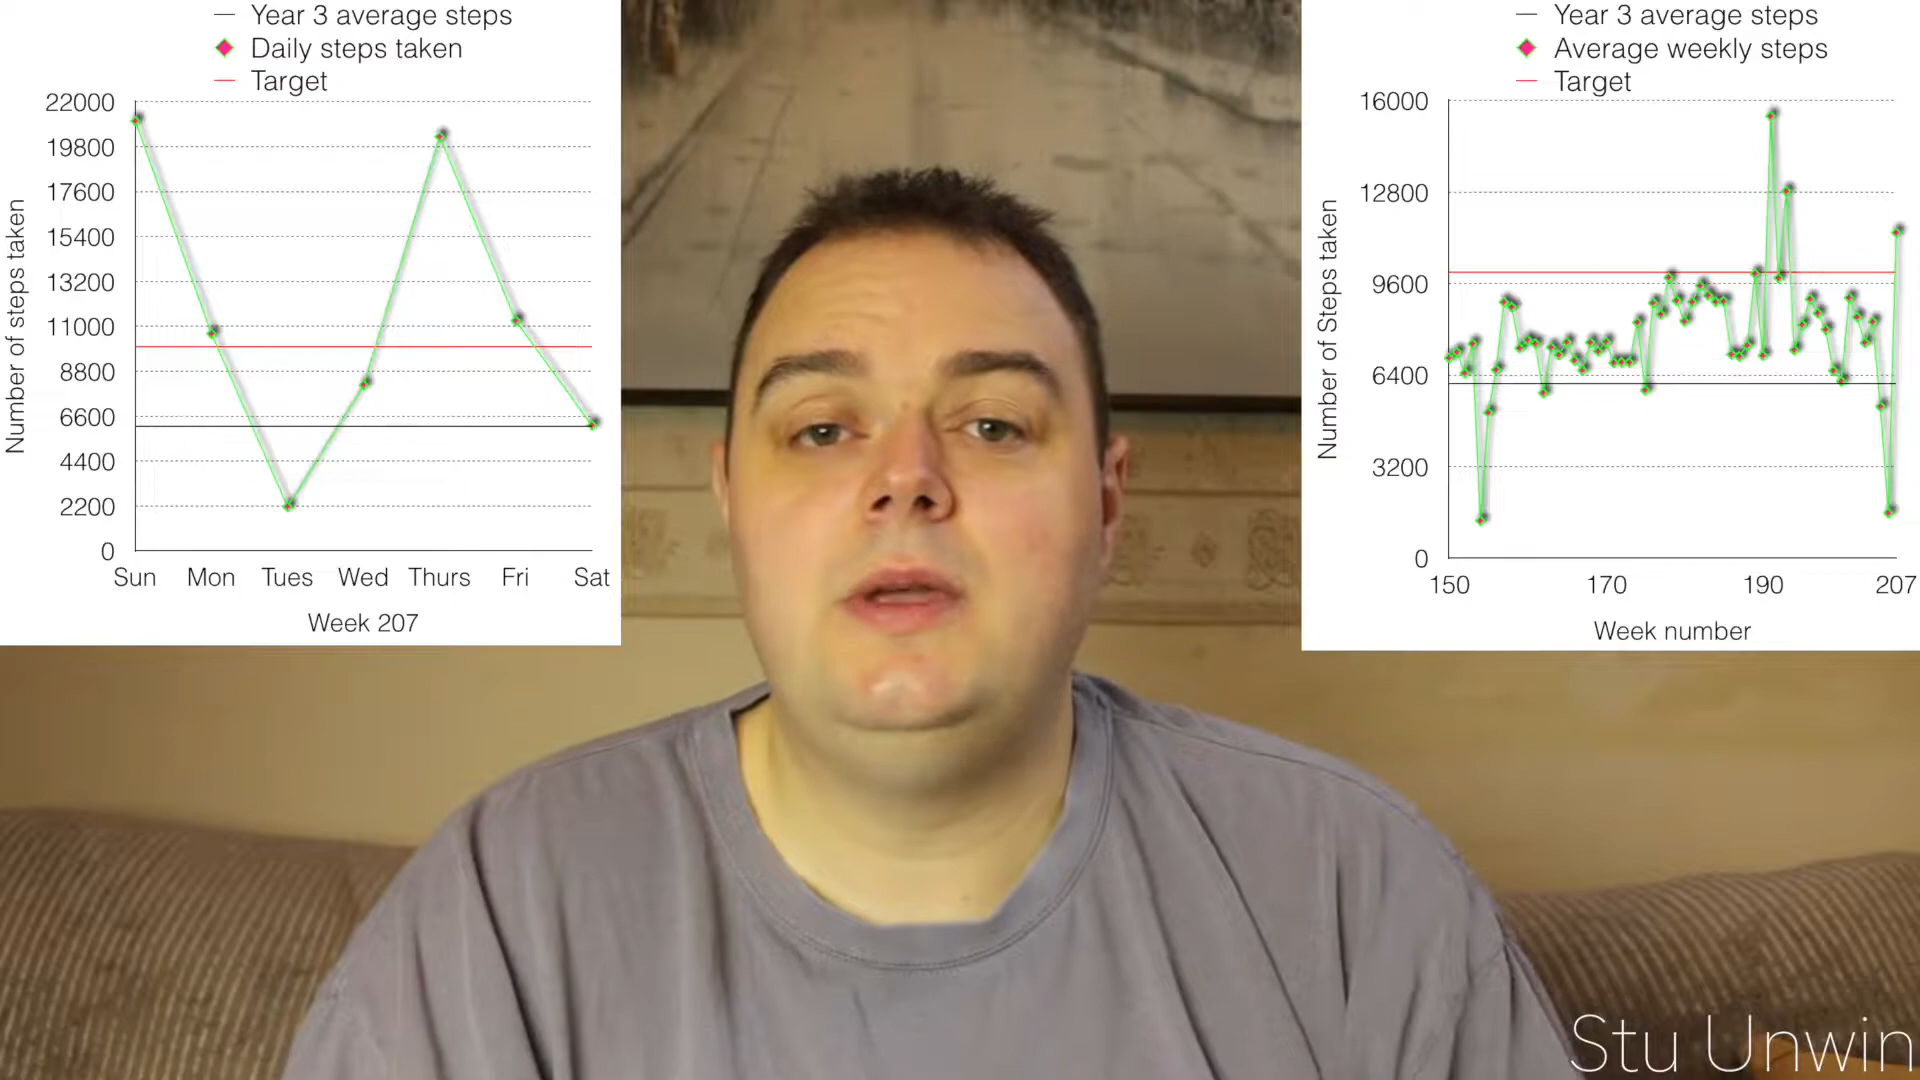 Year 3 average steps
Daily steps taken
Target
22000
19800
17600
15400
13200
11000
8800
6600
4400
2200
0
Number of steps taken
Sun Mon Tues Wed Thurs Fri Sat
Week 207
Year 3 average steps
Average weekly steps
Target
16000
12800
9600
6400
3200
0
Number of Steps taken
150 170 190 207
Week number
Stu Unwin